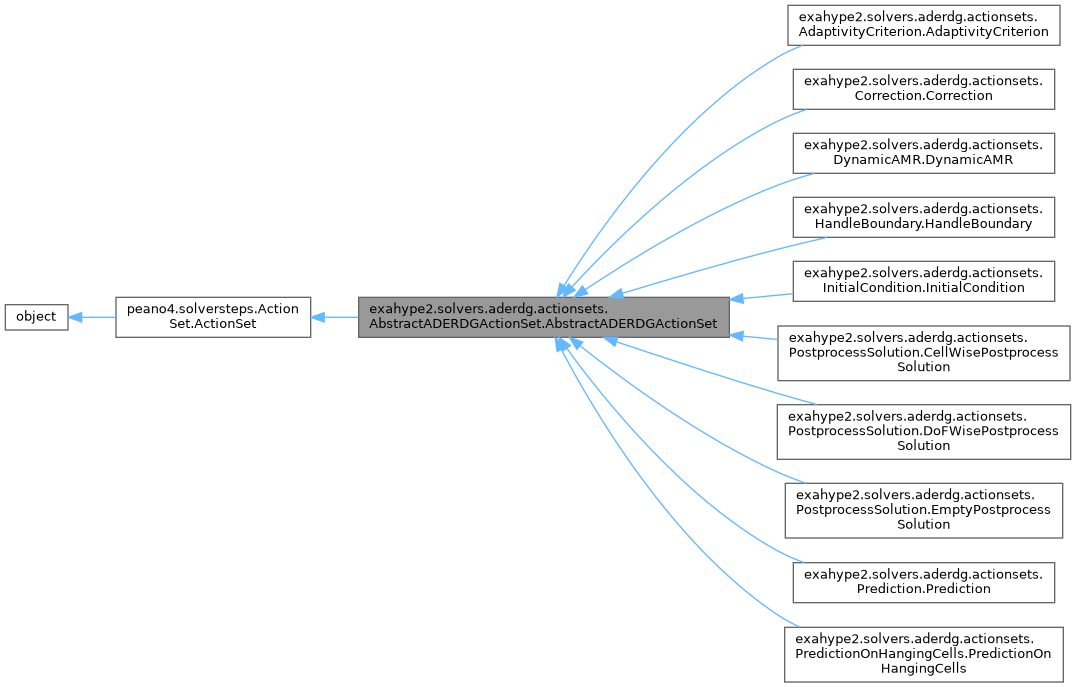 object
peano4.solversteps.Action
Set.ActionSet
exahype2.solvers.aderdg.actionsets.
AbstractADERDGActionSet.AbstractADERDGActionSet
exahype2.solvers.aderdg.actionsets.
AdaptivityCriterion.AdaptivityCriterion
exahype2.solvers.aderdg.actionsets.
Correction.Correction
exahype2.solvers.aderdg.actionsets.
DynamicAMR.DynamicAMR
exahype2.solvers.aderdg.actionsets.
HandleBoundary.HandleBoundary
exahype2.solvers.aderdg.actionsets.
InitialCondition.InitialCondition
exahype2.solvers.aderdg.actionsets.
PostprocessSolution.CellWisePostprocess
Solution
exahype2.solvers.aderdg.actionsets.
PostprocessSolution.DoFWisePostprocess
Solution
exahype2.solvers.aderdg.actionsets.
PostprocessSolution.EmptyPostprocess
Solution
exahype2.solvers.aderdg.actionsets.
Prediction.Prediction
exahype2.solvers.aderdg.actionsets.
PredictionOnHangingCells.PredictionOn
HangingCells